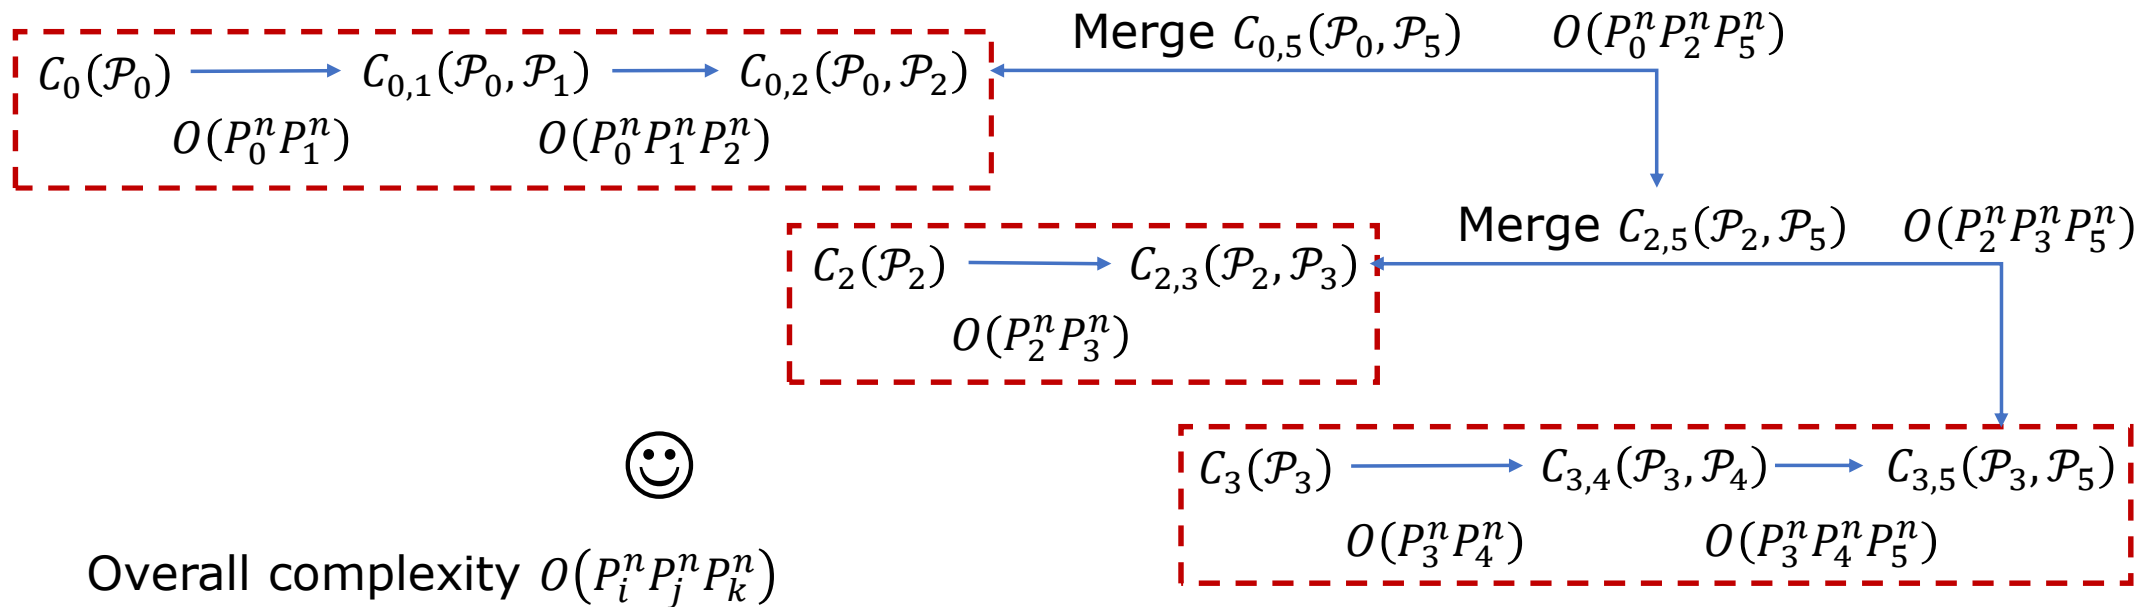 Merge C_{0,5}(𝒫_0, 𝒫_5) O(P_0^n P_2^n P_5^n)
C_0(𝒫_0) C_{0,1}(𝒫_0, 𝒫_1) C_{0,2}(𝒫_0, 𝒫_2)
O(P_0^n P_1^n) O(P_0^n P_1^n P_2^n)
Merge C_{2,5}(𝒫_2, 𝒫_5) O(P_2^n P_3^n P_5^n)
C_2(𝒫_2) C_{2,3}(𝒫_2, 𝒫_3)
O(P_2^n P_3^n)
C_3(𝒫_3) C_{3,4}(𝒫_3, 𝒫_4) C_{3,5}(𝒫_3, 𝒫_5)
O(P_3^n P_4^n) O(P_3^n P_4^n P_5^n)
Overall complexity O(P_i^n P_j^n P_k^n)